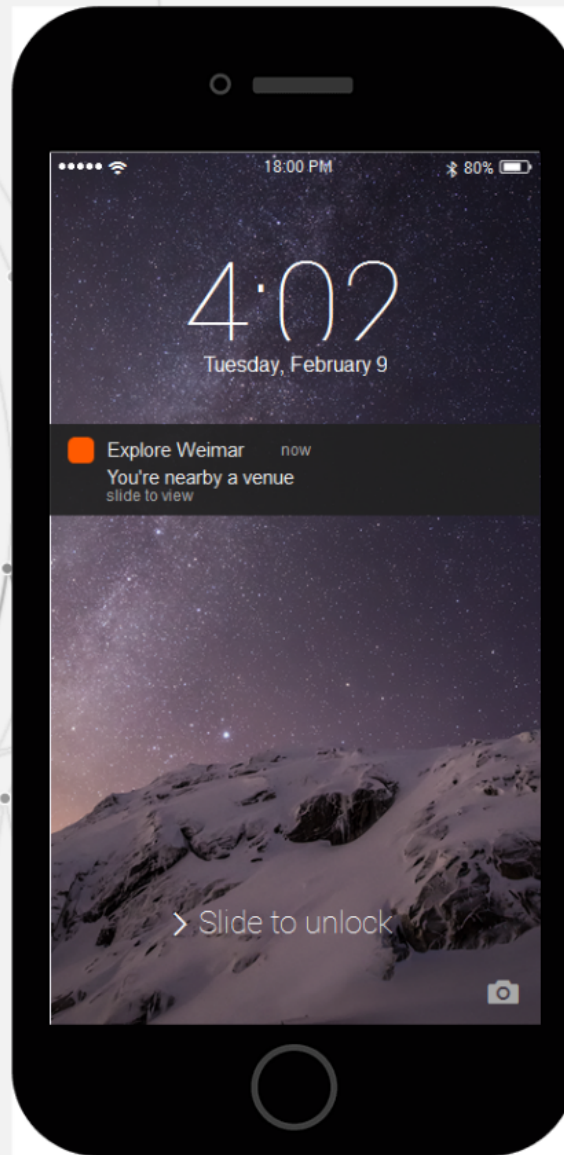 18:00 PM 80%
4:02
Tuesday, February 9
Explore Weimar now
You're nearby a venue
slide to view
> Slide to unlock